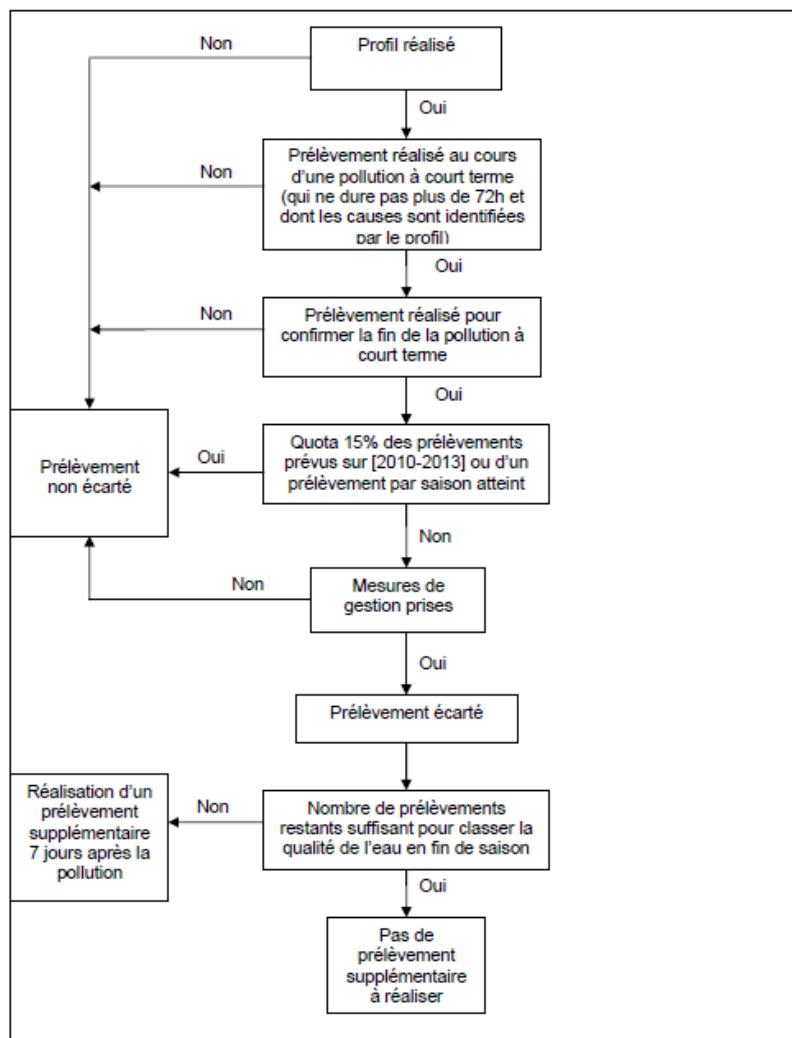 Non
Profil réalisé
Oui
Non
Prélèvement réalisé au cours
d'une pollution à court terme
(qui ne dure pas plus de 72h et
dont les causes sont identifiées
par le profil)
Oui
Non
Prélèvement réalisé pour
confirmer la fin de la pollution à
court terme
Oui
Prélèvement
non écarté
Oui
Quota 15% des prélèvements
prévus sur [2010-2013] ou d'un
prélèvement par saison atteint
Non
Non
Mesures de
gestion prises
Oui
Prélèvement écarté
Réalisation d'un
prélèvement
supplémentaire
7 jours après la
pollution
Non
Nombre de prélèvements
restants suffisant pour classer la
qualité de l'eau en fin de saison
Oui
Pas de
prélèvement
supplémentaire
à réaliser